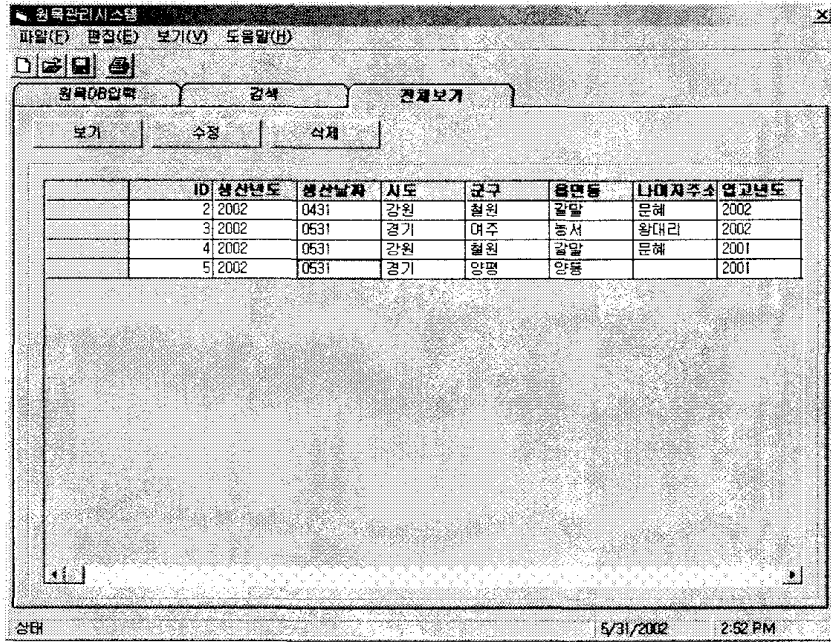 원목관리시스템
파일(F) 편집(E) 보기(V) 도움말(H)
원목DB입력 검색 전체보기
보기 수정 삭제
ID 생산년도 생산날짜 시도 군구 읍면동 나머지주소 입고년도
2 2002 0431 강원 철원 갈말 문혜 2002
3 2002 0531 경기 여주 능서 왕대리 2002
4 2002 0531 강원 철원 갈말 문혜 2001
5 2002 0531 경기 양평 양동 2001
상태 5/31/2002 2:52 PM